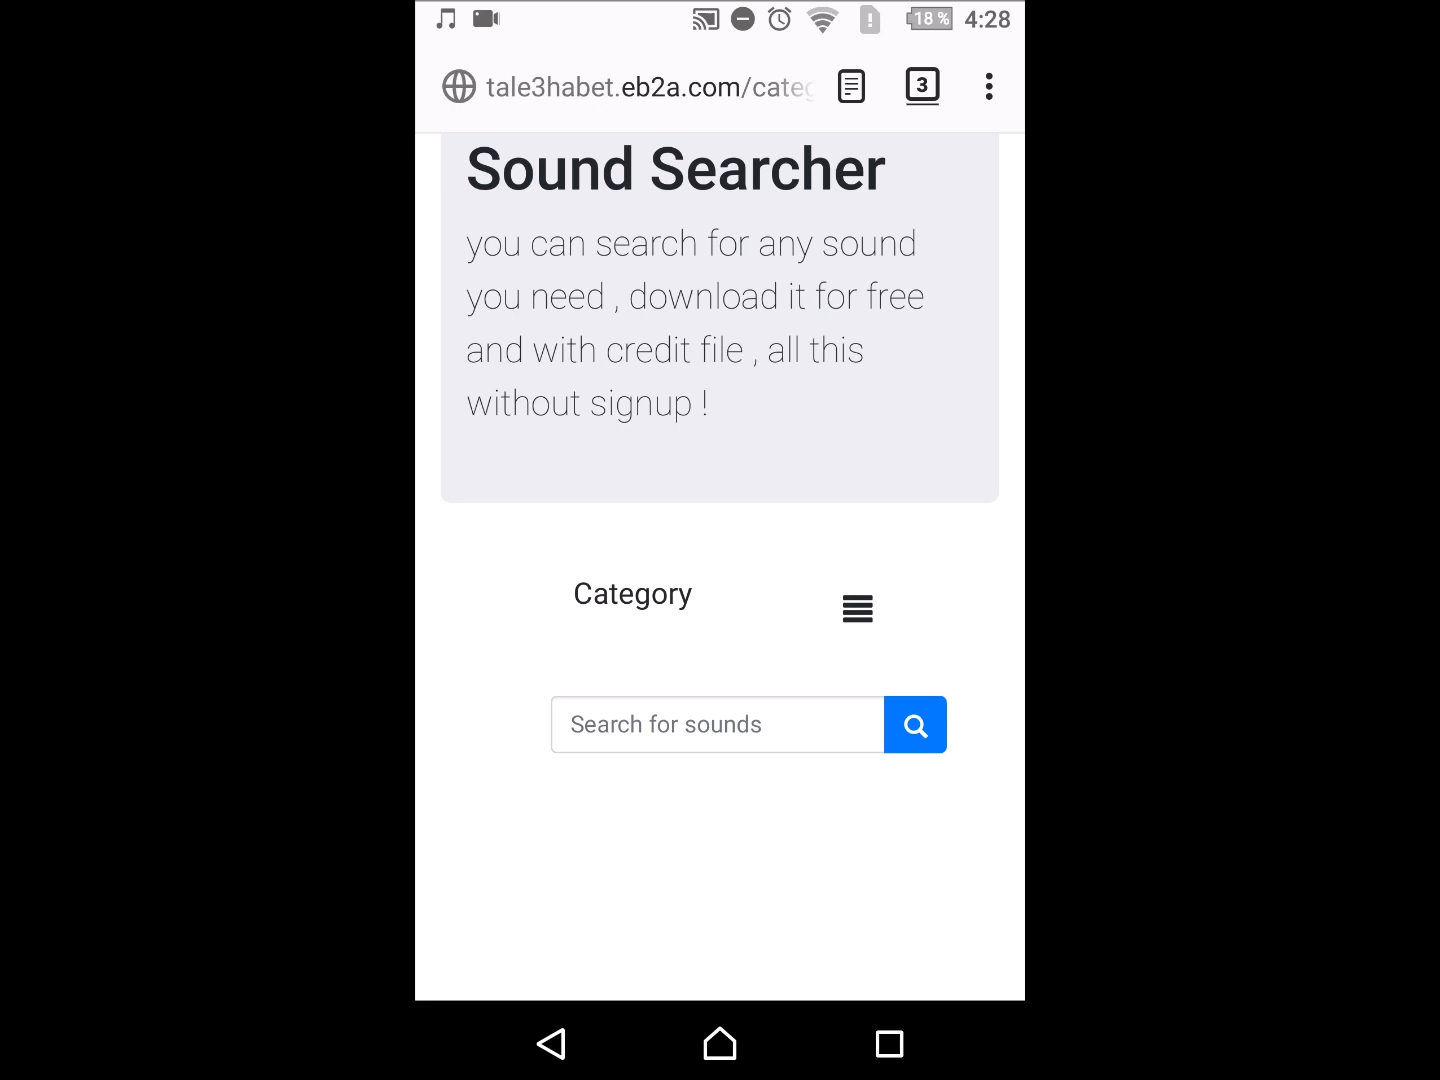 18 % 4:28
tale3habet.eb2a.com/categ
3
Sound Searcher
you can search for any sound
you need , download it for free
and with credit file , all this
without signup !
Category
Search for sounds